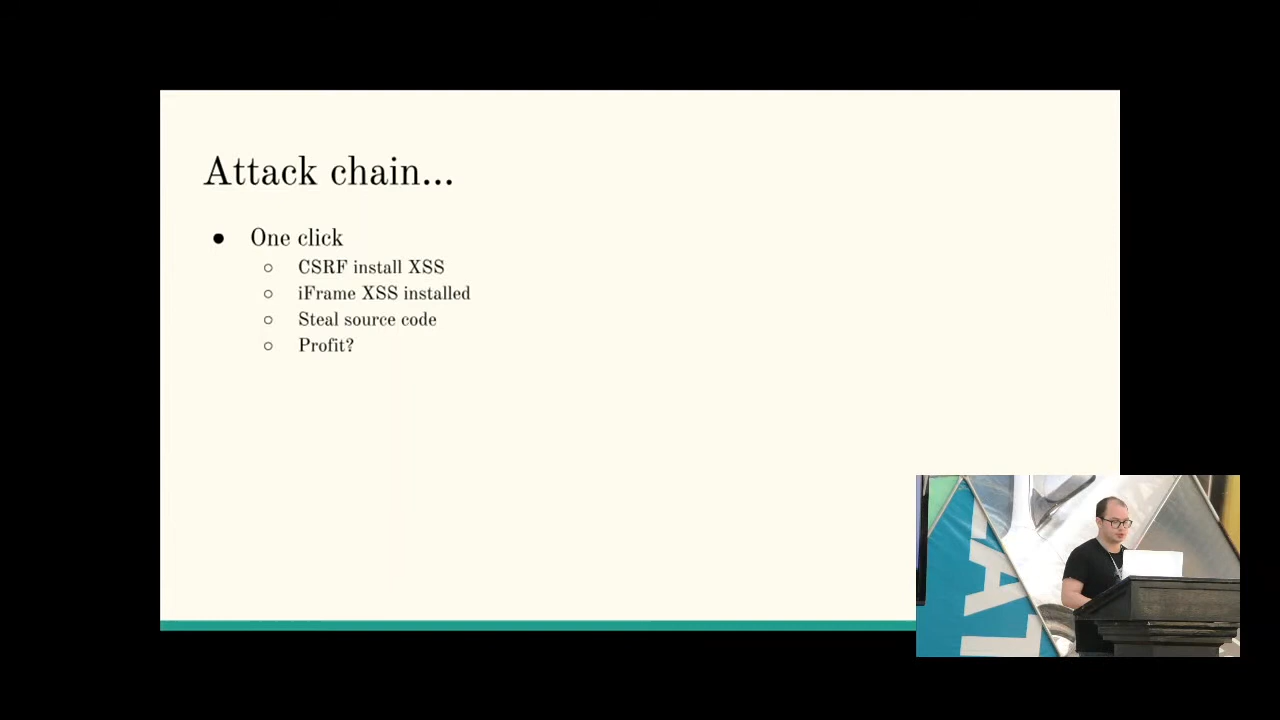 Attack chain...
● One click
○ CSRF install XSS
○ iFrame XSS installed
○ Steal source code
○ Profit?